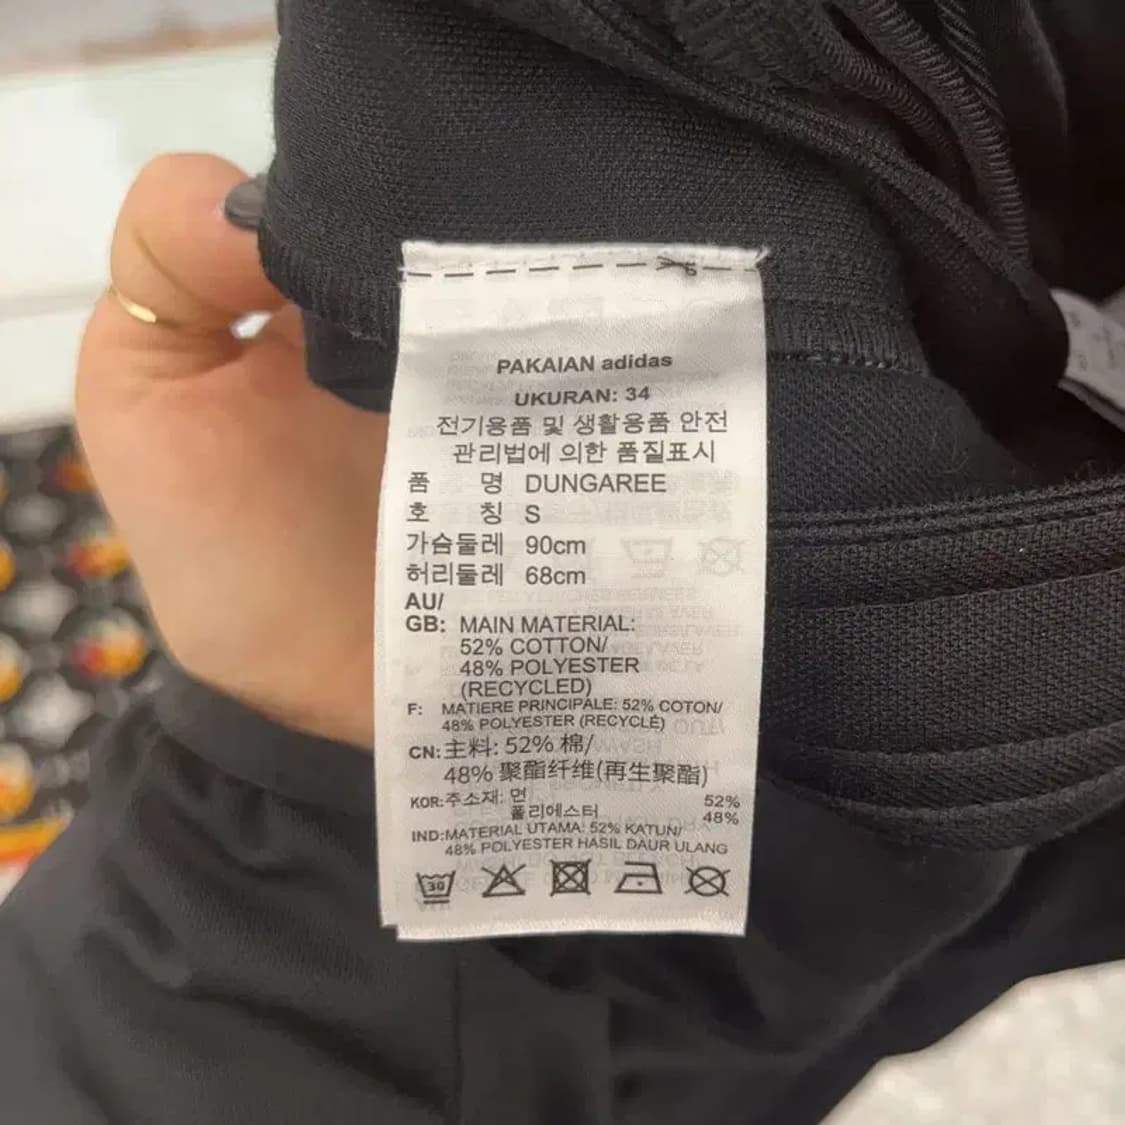 PAKAIAN adidas
UKURAN: 34
전기용품 및 생활용품 안전
관리법에 의한 품질표시
품 명 DUNGAREE
호 칭 S
가슴둘레 90cm
허리둘레 68cm
AU/
GB: MAIN MATERIAL:
52% COTTON/
48% POLYESTER
(RECYCLED)
F: MATIERE PRINCIPALE: 52% COTON/
48% POLYESTER (RECYCLÉ)
CN: 主料: 52% 棉/
48% 聚酯纤维(再生聚酯)
KOR: 주소재: 면 52%
폴리에스터 48%
IND: MATERIAL UTAMA: 52% KATUN/
48% POLYESTER HASIL DAUR ULANG
30